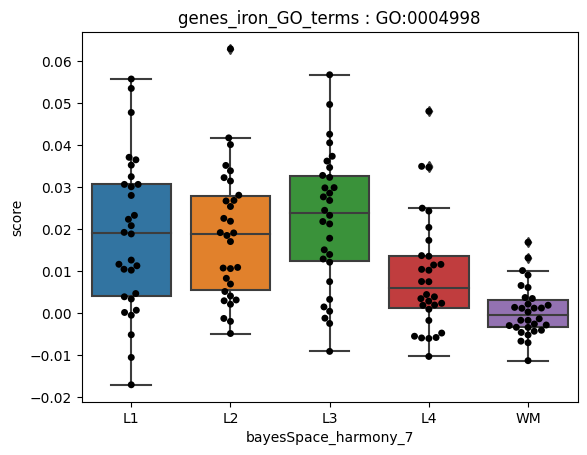 genes_iron_GO_terms : GO:0004998
0.06
0.05
0.04
0.03
0.02
0.01
0.00
−0.01
−0.02
score
L1 L2 L3 L4 WM
bayesSpace_harmony_7